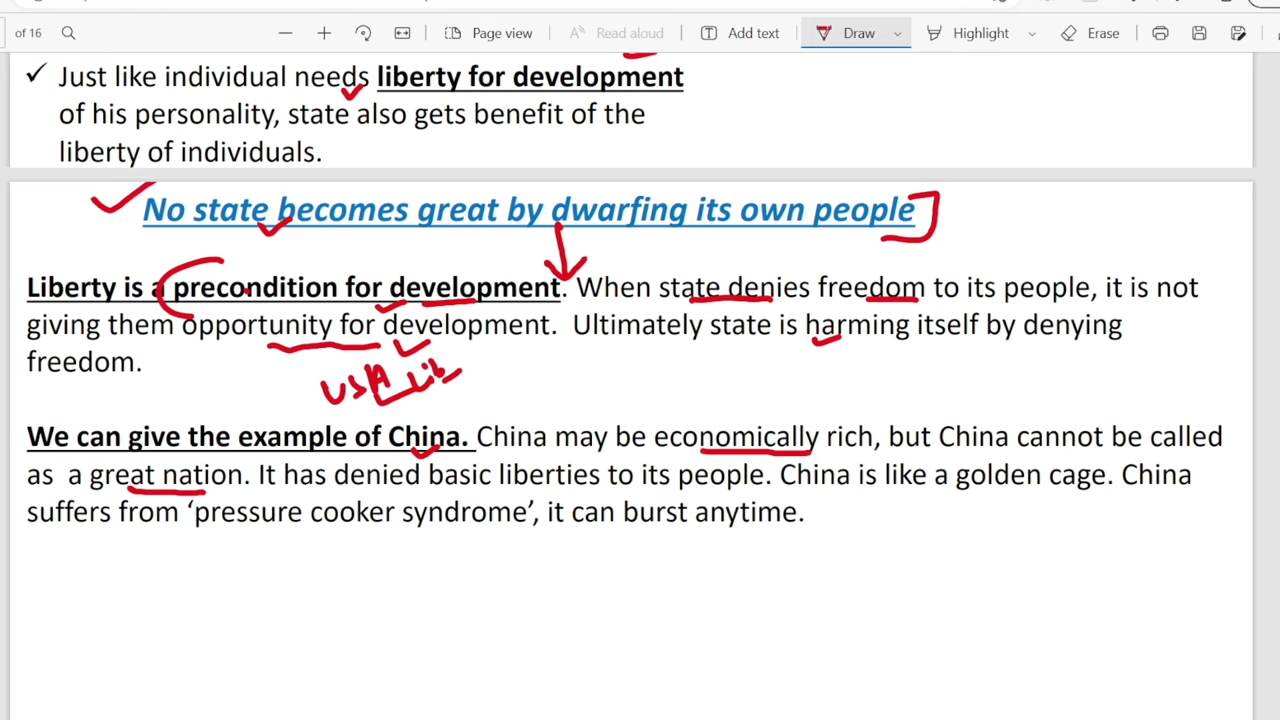 of 16
Page view
Read aloud
Add text
Draw
Highlight
Erase
✓ Just like individual needs liberty for development
of his personality, state also gets benefit of the
liberty of individuals.
No state becomes great by dwarfing its own people
Liberty is a precondition for development. When state denies freedom to its people, it is not
giving them opportunity for development. Ultimately state is harming itself by denying
freedom.
USA Lib
We can give the example of China. China may be economically rich, but China cannot be called
as a great nation. It has denied basic liberties to its people. China is like a golden cage. China
suffers from ‘pressure cooker syndrome’, it can burst anytime.